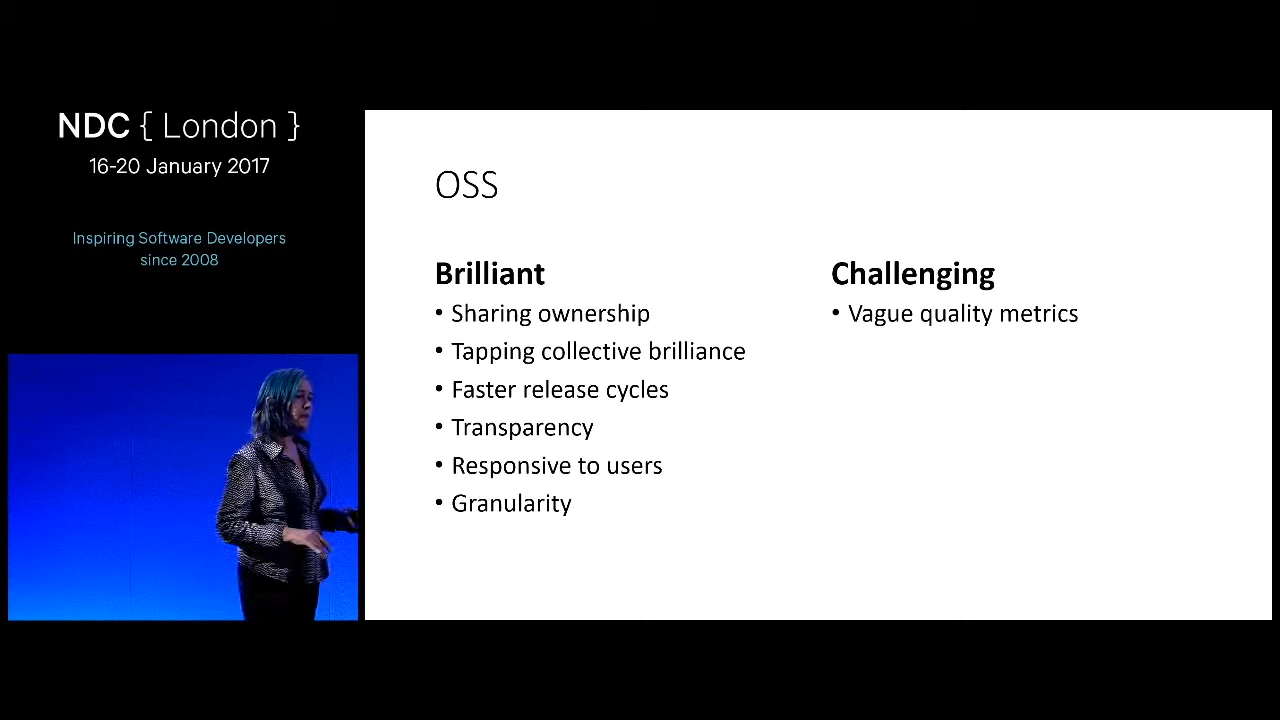 NDC { London }
16-20 January 2017
Inspiring Software Developers
since 2008
OSS
Brilliant
• Sharing ownership
• Tapping collective brilliance
• Faster release cycles
• Transparency
• Responsive to users
• Granularity
Challenging
• Vague quality metrics